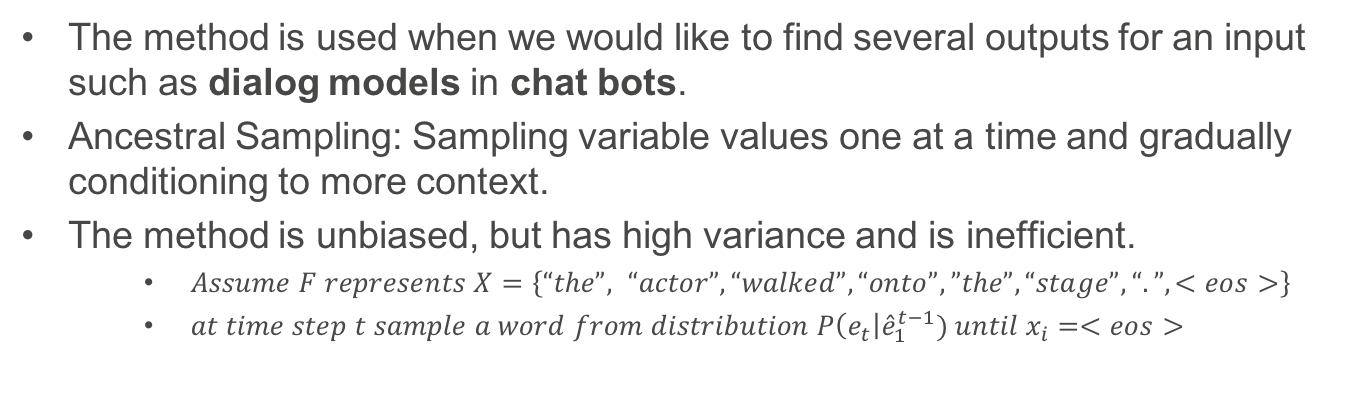 • The method is used when we would like to find several outputs for an input
such as dialog models in chat bots.
• Ancestral Sampling: Sampling variable values one at a time and gradually
conditioning to more context.
• The method is unbiased, but has high variance and is inefficient.
• Assume F represents X = {“the”, “actor”,“walked”,“onto”,”the”,“stage”,“.”,< eos >}
• at time step t sample a word from distribution P(eₜ|ê₁ᵗ⁻¹) until xᵢ =< eos >